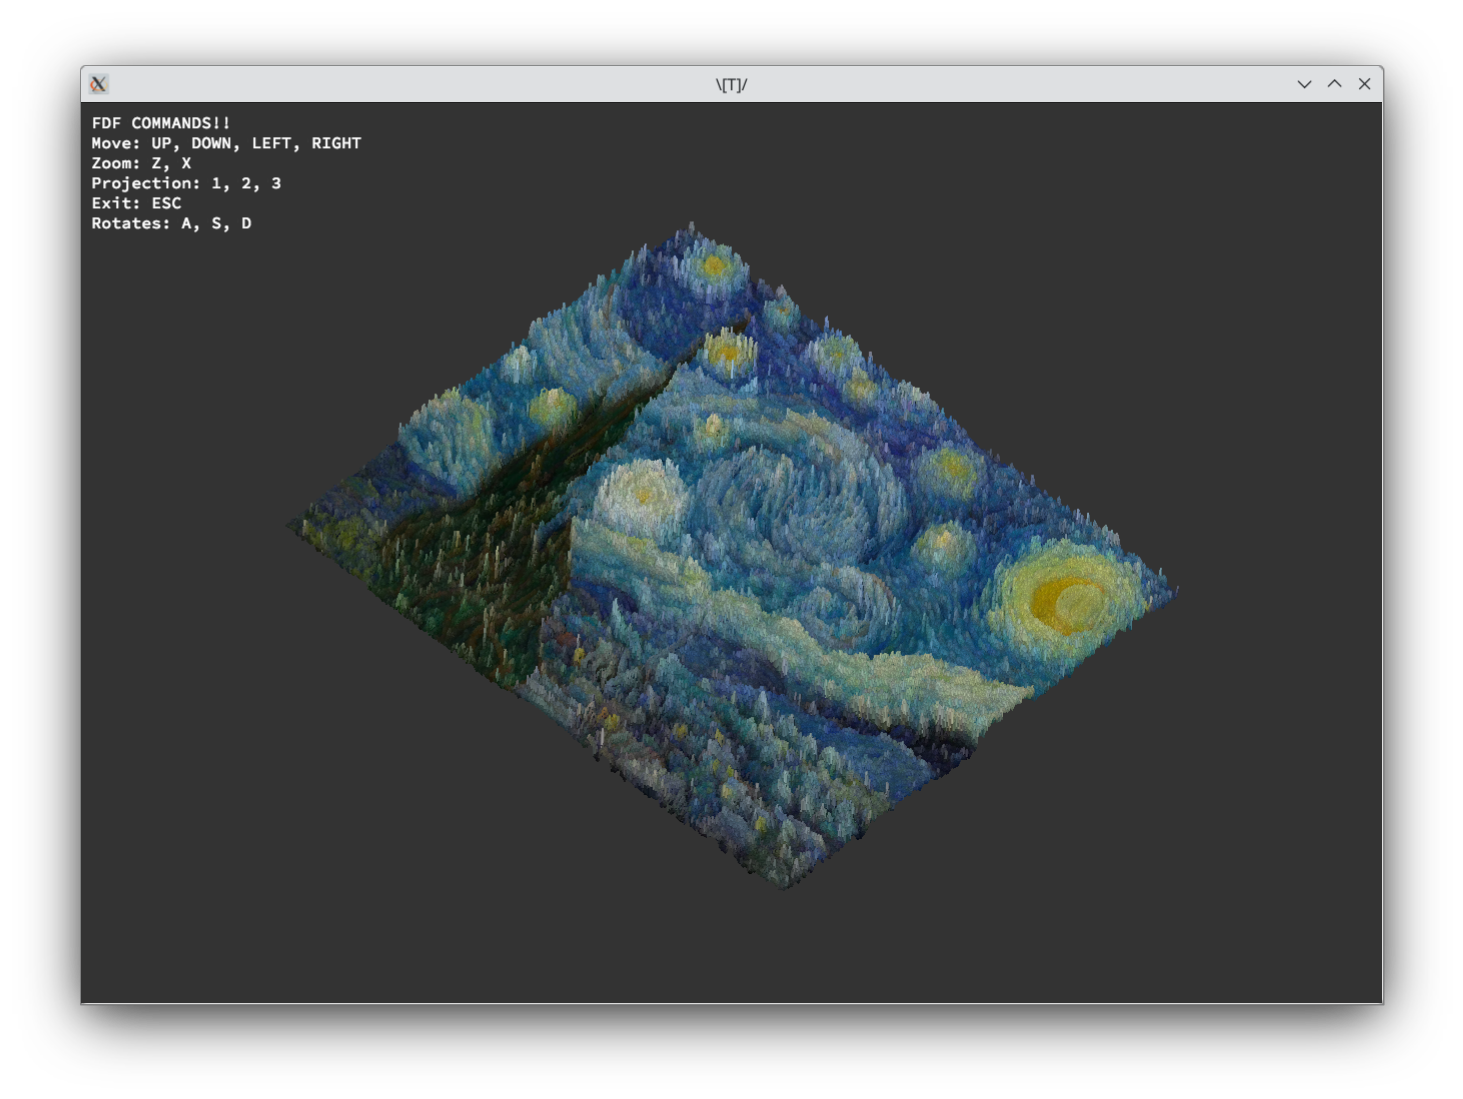 \[T]/
FDF COMMANDS!!
Move: UP, DOWN, LEFT, RIGHT
Zoom: Z, X
Projection: 1, 2, 3
Exit: ESC
Rotates: A, S, D